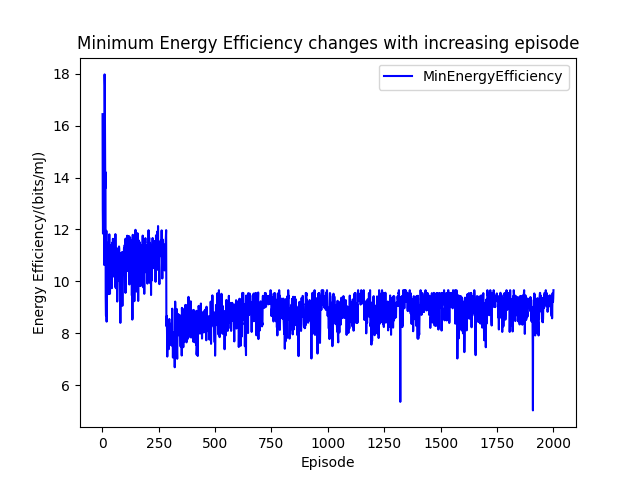 Minimum Energy Efficiency changes with increasing episode
MinEnergyEfficiency
18
16
14
12
10
8
6
Energy Efficiency/(bits/mJ)
0 250 500 750 1000 1250 1500 1750 2000
Episode